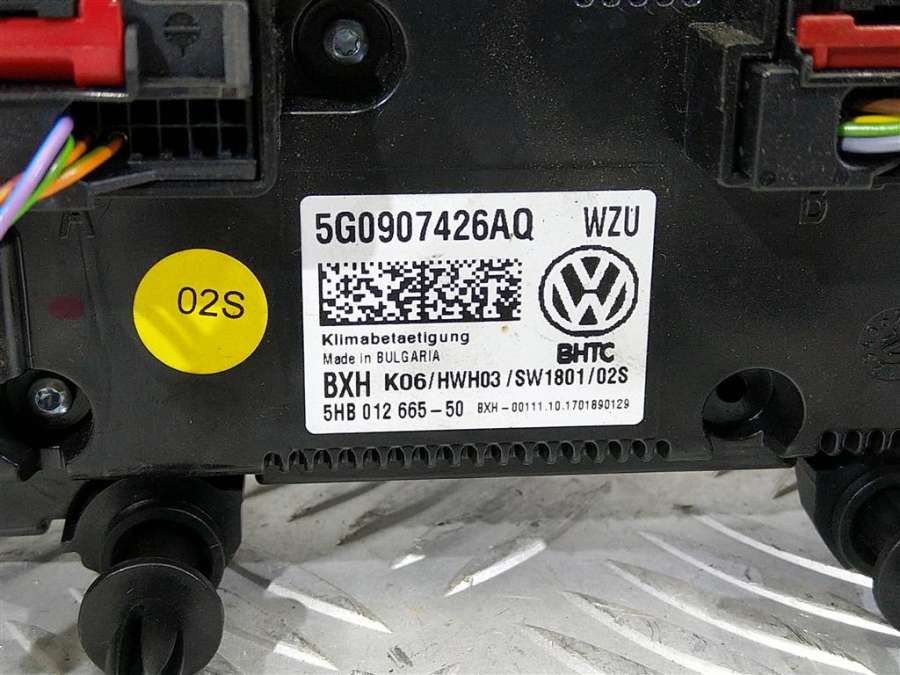 A
D
5G0907426AQ WZU
02S
BHTC
Klimabetaetigung
Made in BULGARIA
BXH K06/HWH03/SW1801/02S
5HB 012 665-50 BXH-00111.10.1701890129